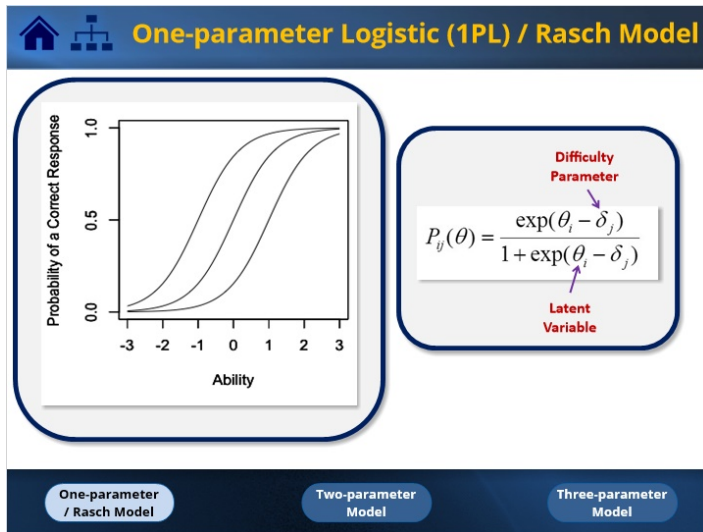 One-parameter Logistic (1PL) / Rasch Model
Probability of a Correct Response
1.0
0.5
0.0
-3 -2 -1 0 1 2 3
Ability
Difficulty
Parameter
P_{ij}(θ) = exp(θ_i − δ_j) / 1 + exp(θ_i − δ_j)
Latent
Variable
One-parameter
/ Rasch Model
Two-parameter
Model
Three-parameter
Model